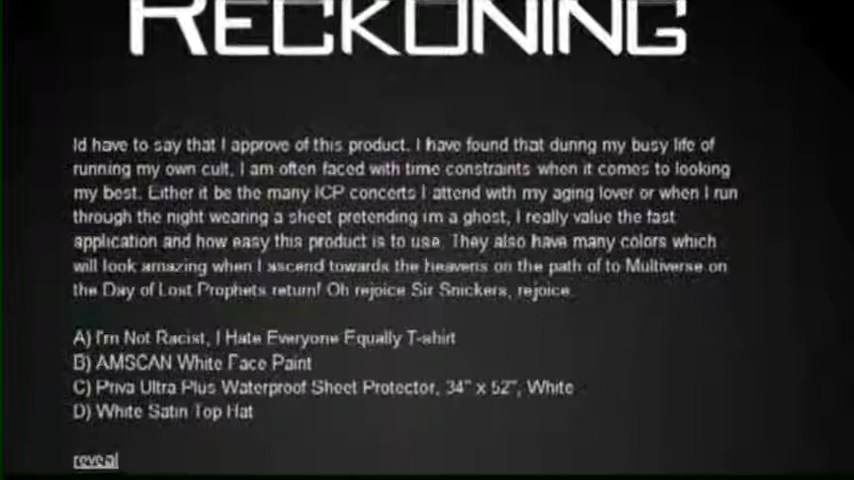 RECKONING
Id have to say that I approve of this product. I have found that during my busy life of
running my own cult, I am often faced with time constraints when it comes to looking
my best. Either it be the many ICP concerts I attend with my aging lover or when I run
through the night wearing a sheet pretending im a ghost, I really value the fast
application and how easy this product is to use. They also have many colors which
will look amazing when I ascend towards the heavens on the path of to Multiverse on
the Day of Lost Prophets return! Oh rejoice Sir Snickers, rejoice.
A) I'm Not Racist, I Hate Everyone Equally T-shirt
B) AMSCAN White Face Paint
C) Priva Ultra Plus Waterproof Sheet Protector, 34" x 52", White
D) White Satin Top Hat
reveal